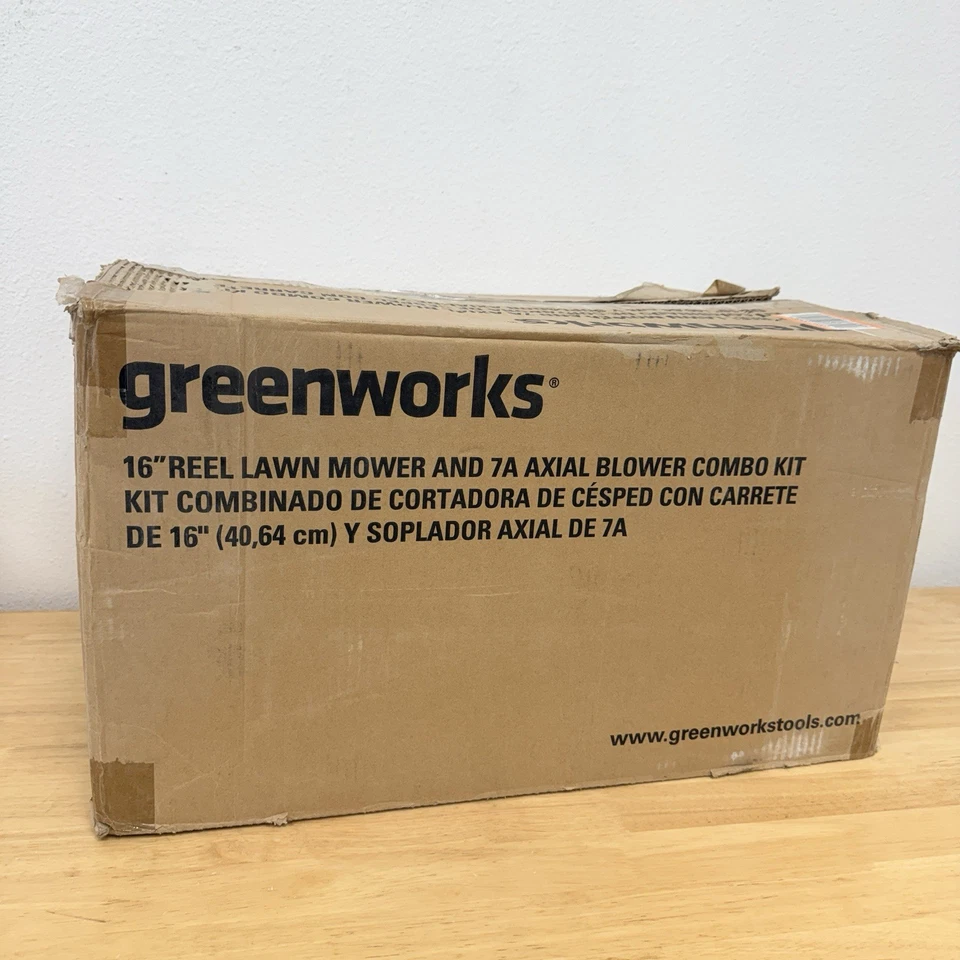 greenworks®
16" REEL LAWN MOWER AND 7A AXIAL BLOWER COMBO KIT
KIT COMBINADO DE CORTADORA DE CÉSPED CON CARRETE
DE 16" (40,64 cm) Y SOPLADOR AXIAL DE 7A
www.greenworkstools.com